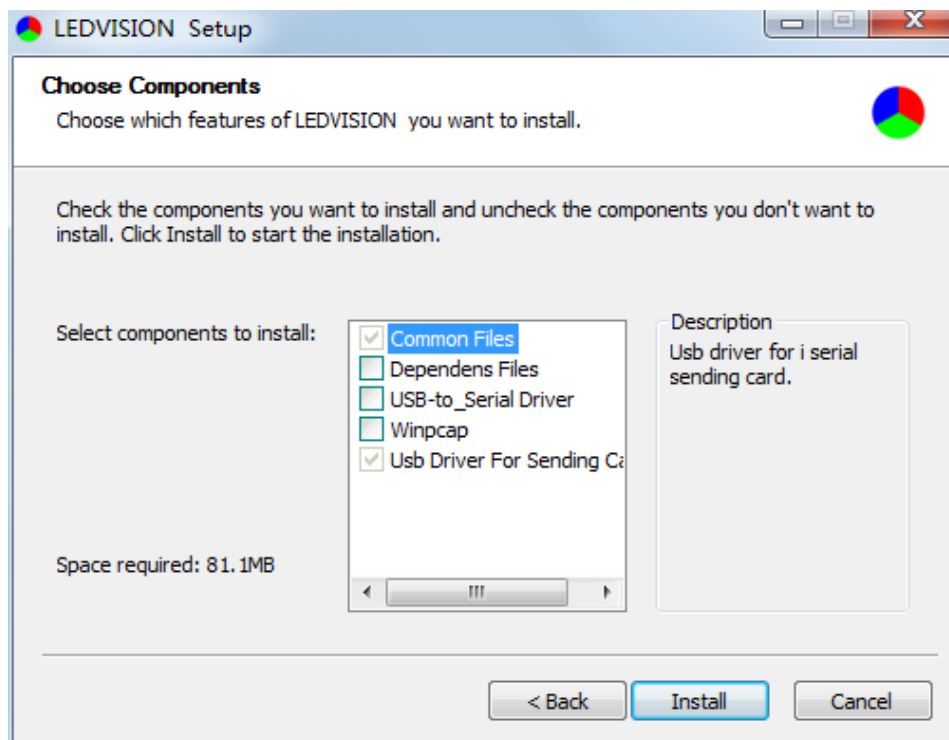 LEDVISION Setup
Choose Components
Choose which features of LEDVISION you want to install.
Check the components you want to install and uncheck the components you don't want to
install. Click Install to start the installation.
Select components to install:
Common Files
Dependens Files
USB-to_Serial Driver
Winpcap
Usb Driver For Sending Ca
Description
Usb driver for i serial
sending card.
Space required: 81.1MB
< Back
Install
Cancel